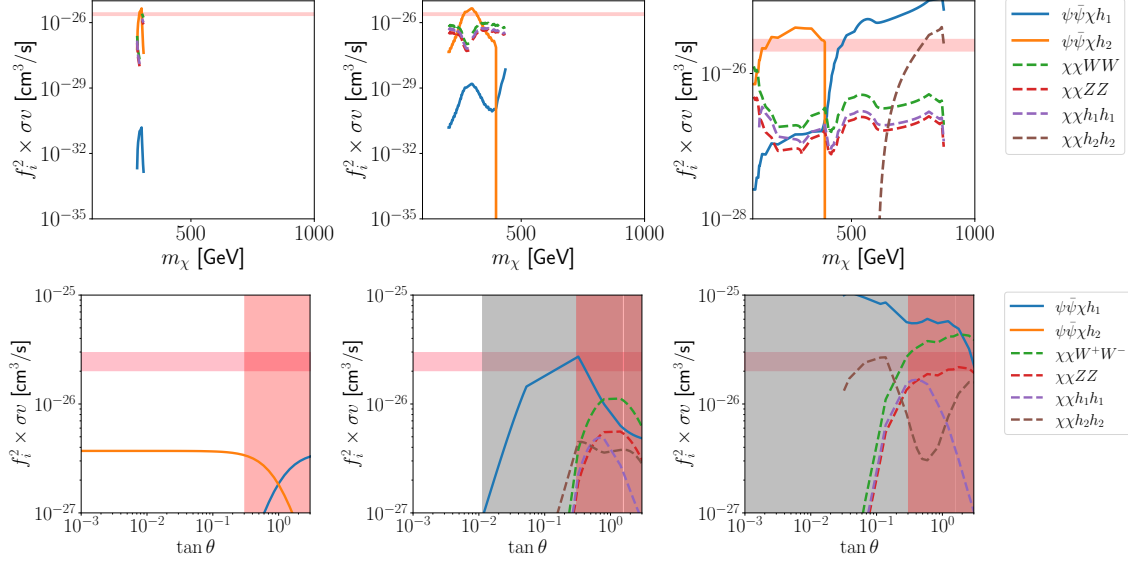 f_i^2 × σv [cm^3/s]
10^{-26}
10^{-29}
10^{-32}
10^{-35}
500
1000
m_χ [GeV]
f_i^2 × σv [cm^3/s]
10^{-26}
10^{-29}
10^{-32}
10^{-35}
500
1000
m_χ [GeV]
f_i^2 × σv [cm^3/s]
10^{-26}
10^{-28}
500
1000
m_χ [GeV]
ψψ̄χh_1
ψψ̄χh_2
χχWW
χχZZ
χχh_1h_1
χχh_2h_2
f_i^2 × σv [cm^3/s]
10^{-25}
10^{-26}
10^{-27}
10^{-3}
10^{-2}
10^{-1}
10^0
tan θ
f_i^2 × σv [cm^3/s]
10^{-25}
10^{-26}
10^{-27}
10^{-3}
10^{-2}
10^{-1}
10^0
tan θ
f_i^2 × σv [cm^3/s]
10^{-25}
10^{-26}
10^{-27}
10^{-3}
10^{-2}
10^{-1}
10^0
tan θ
ψψ̄χh_1
ψψ̄χh_2
χχW^+W^-
χχZZ
χχh_1h_1
χχh_2h_2